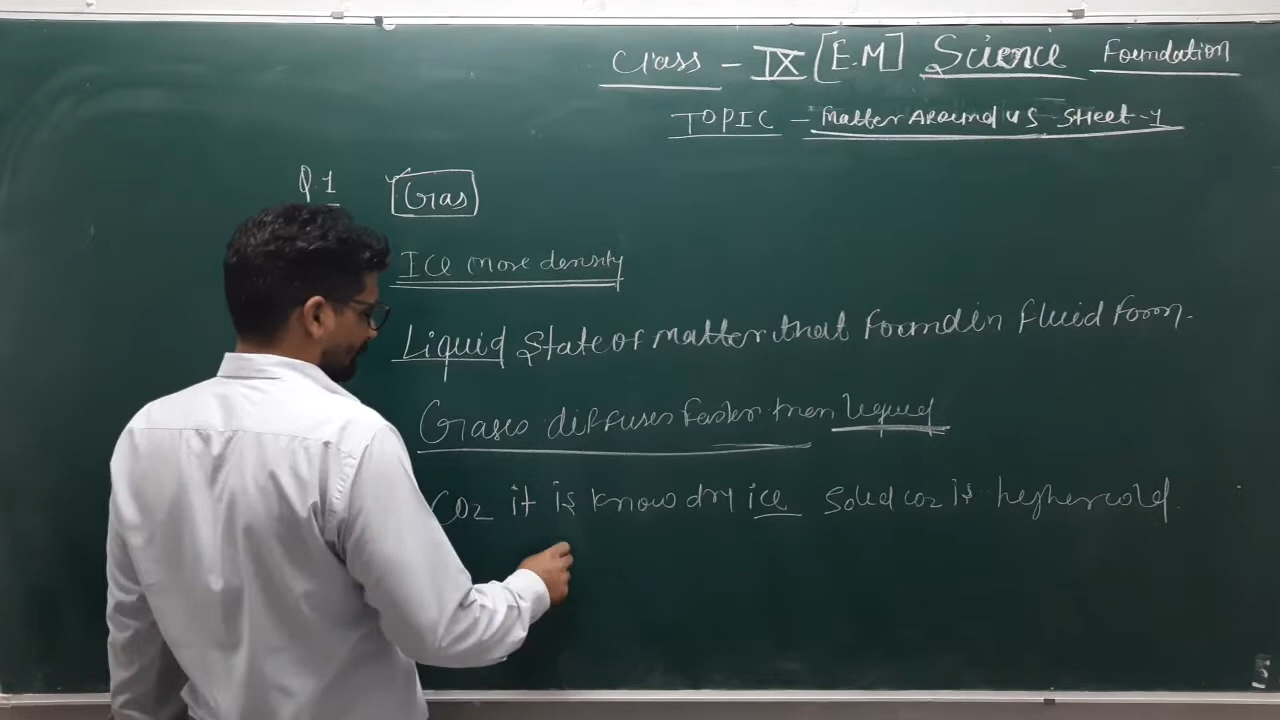 Class - IX [E.M] Science Foundation
TOPIC - Matter Around us Sheet-1
Q.1 Gas
Ice more density
Liquid State of matter that found in fluid form.
Gases diffuses faster then liquid
CO2 it is know dry ice Solid CO2 is higher cold
5